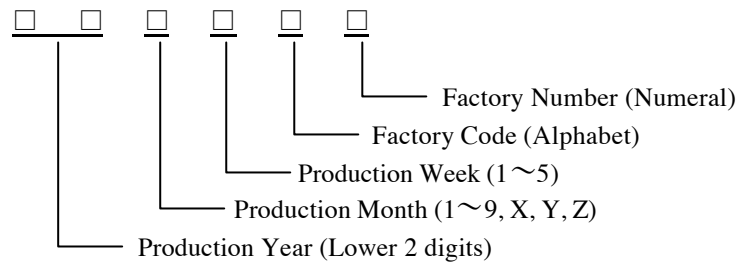 □ □ □ □ □ □
Factory Number (Numeral)
Factory Code (Alphabet)
Production Week (1～5)
Production Month (1～9, X, Y, Z)
Production Year (Lower 2 digits)